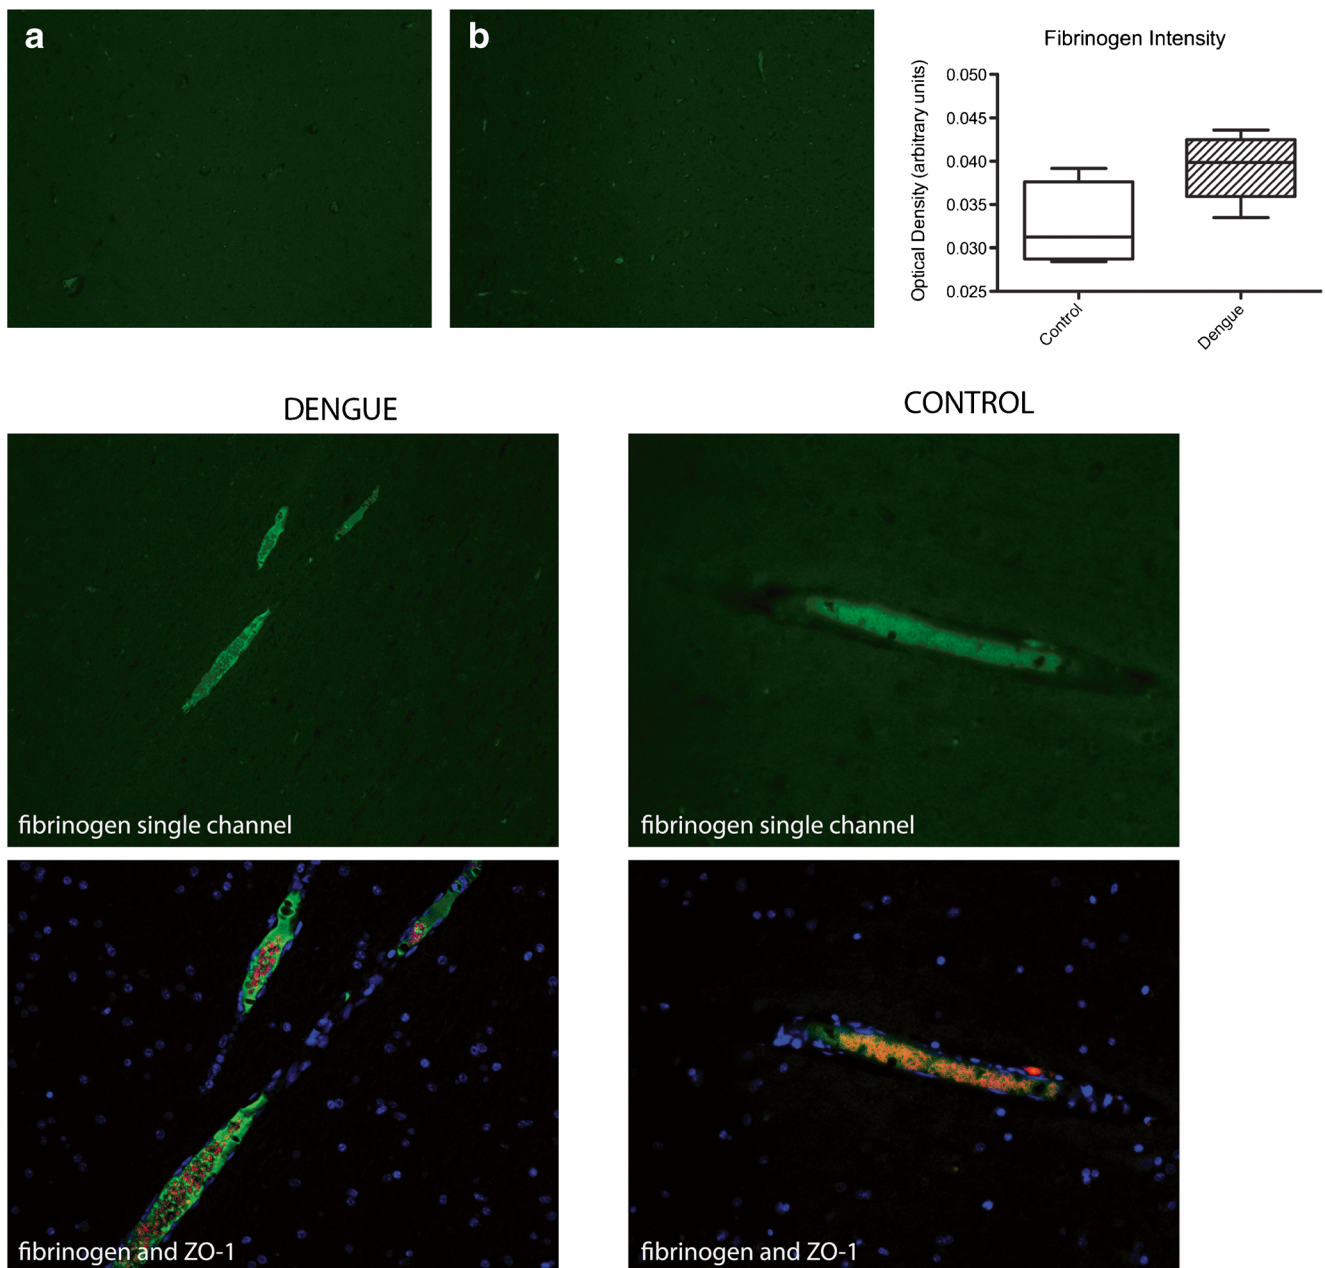 a
b
Fibrinogen Intensity
Optical Density (arbitrary units)
0.050
0.045
0.040
0.035
0.030
0.025
Control
Dengue
DENGUE
CONTROL
fibrinogen single channel
fibrinogen single channel
fibrinogen and ZO-1
fibrinogen and ZO-1